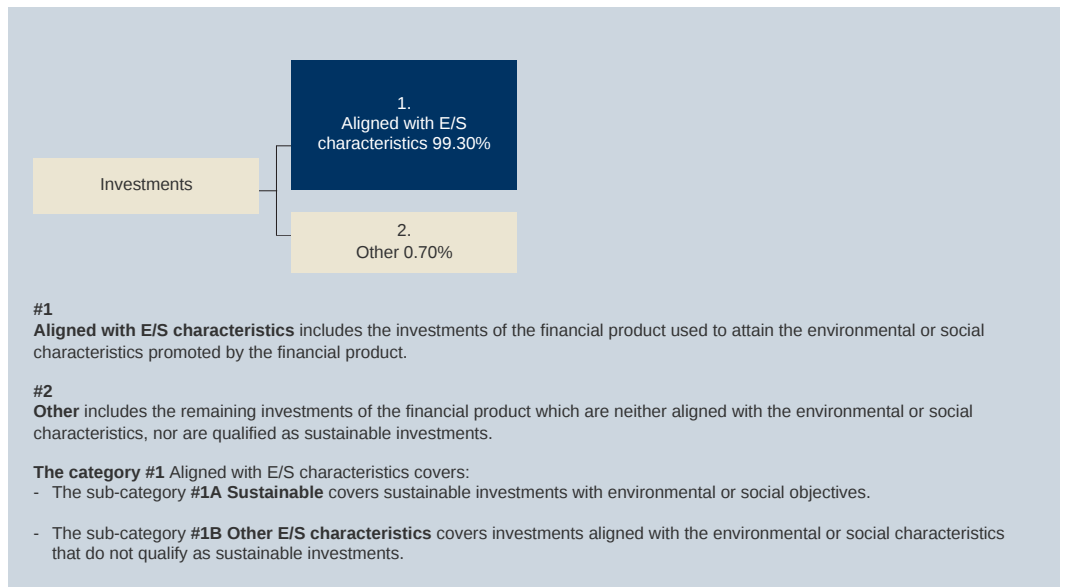 1.
Aligned with E/S
characteristics 99.30%
Investments
2.
Other 0.70%
#1
Aligned with E/S characteristics includes the investments of the financial product used to attain the environmental or social
characteristics promoted by the financial product.
#2
Other includes the remaining investments of the financial product which are neither aligned with the environmental or social
characteristics, nor are qualified as sustainable investments.
The category #1 Aligned with E/S characteristics covers:
- The sub-category #1A Sustainable covers sustainable investments with environmental or social objectives.
- The sub-category #1B Other E/S characteristics covers investments aligned with the environmental or social characteristics
that do not qualify as sustainable investments.